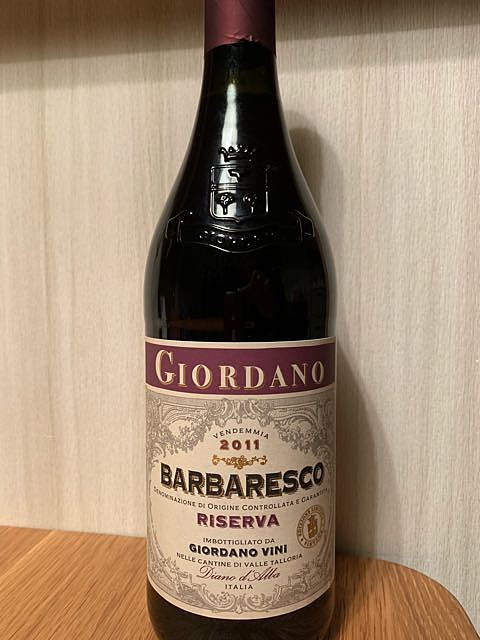 GIORDANO
VENDEMMIA
2011
BARBARESCO
DENOMINAZIONE DI ORIGINE CONTROLLATA E GARANTITA
RISERVA
IMBOTTIGLIATO DA
GIORDANO VINI
NELLE CANTINE DI VALLE TALLORIA
Diano d'Alba
ITALIA